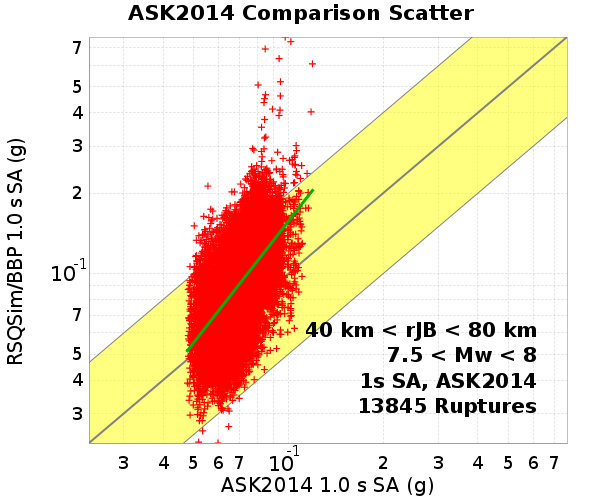 ASK2014 Comparison Scatter
7
5
4
3
2
10-1
7
5
4
3
RSQSim/BBP 1.0 s SA (g)
40 km < rJB < 80 km
7.5 < Mw < 8
1s SA, ASK2014
13845 Ruptures
3 4 5 6 7 10-1 2 3 4 5 6 7
ASK2014 1.0 s SA (g)